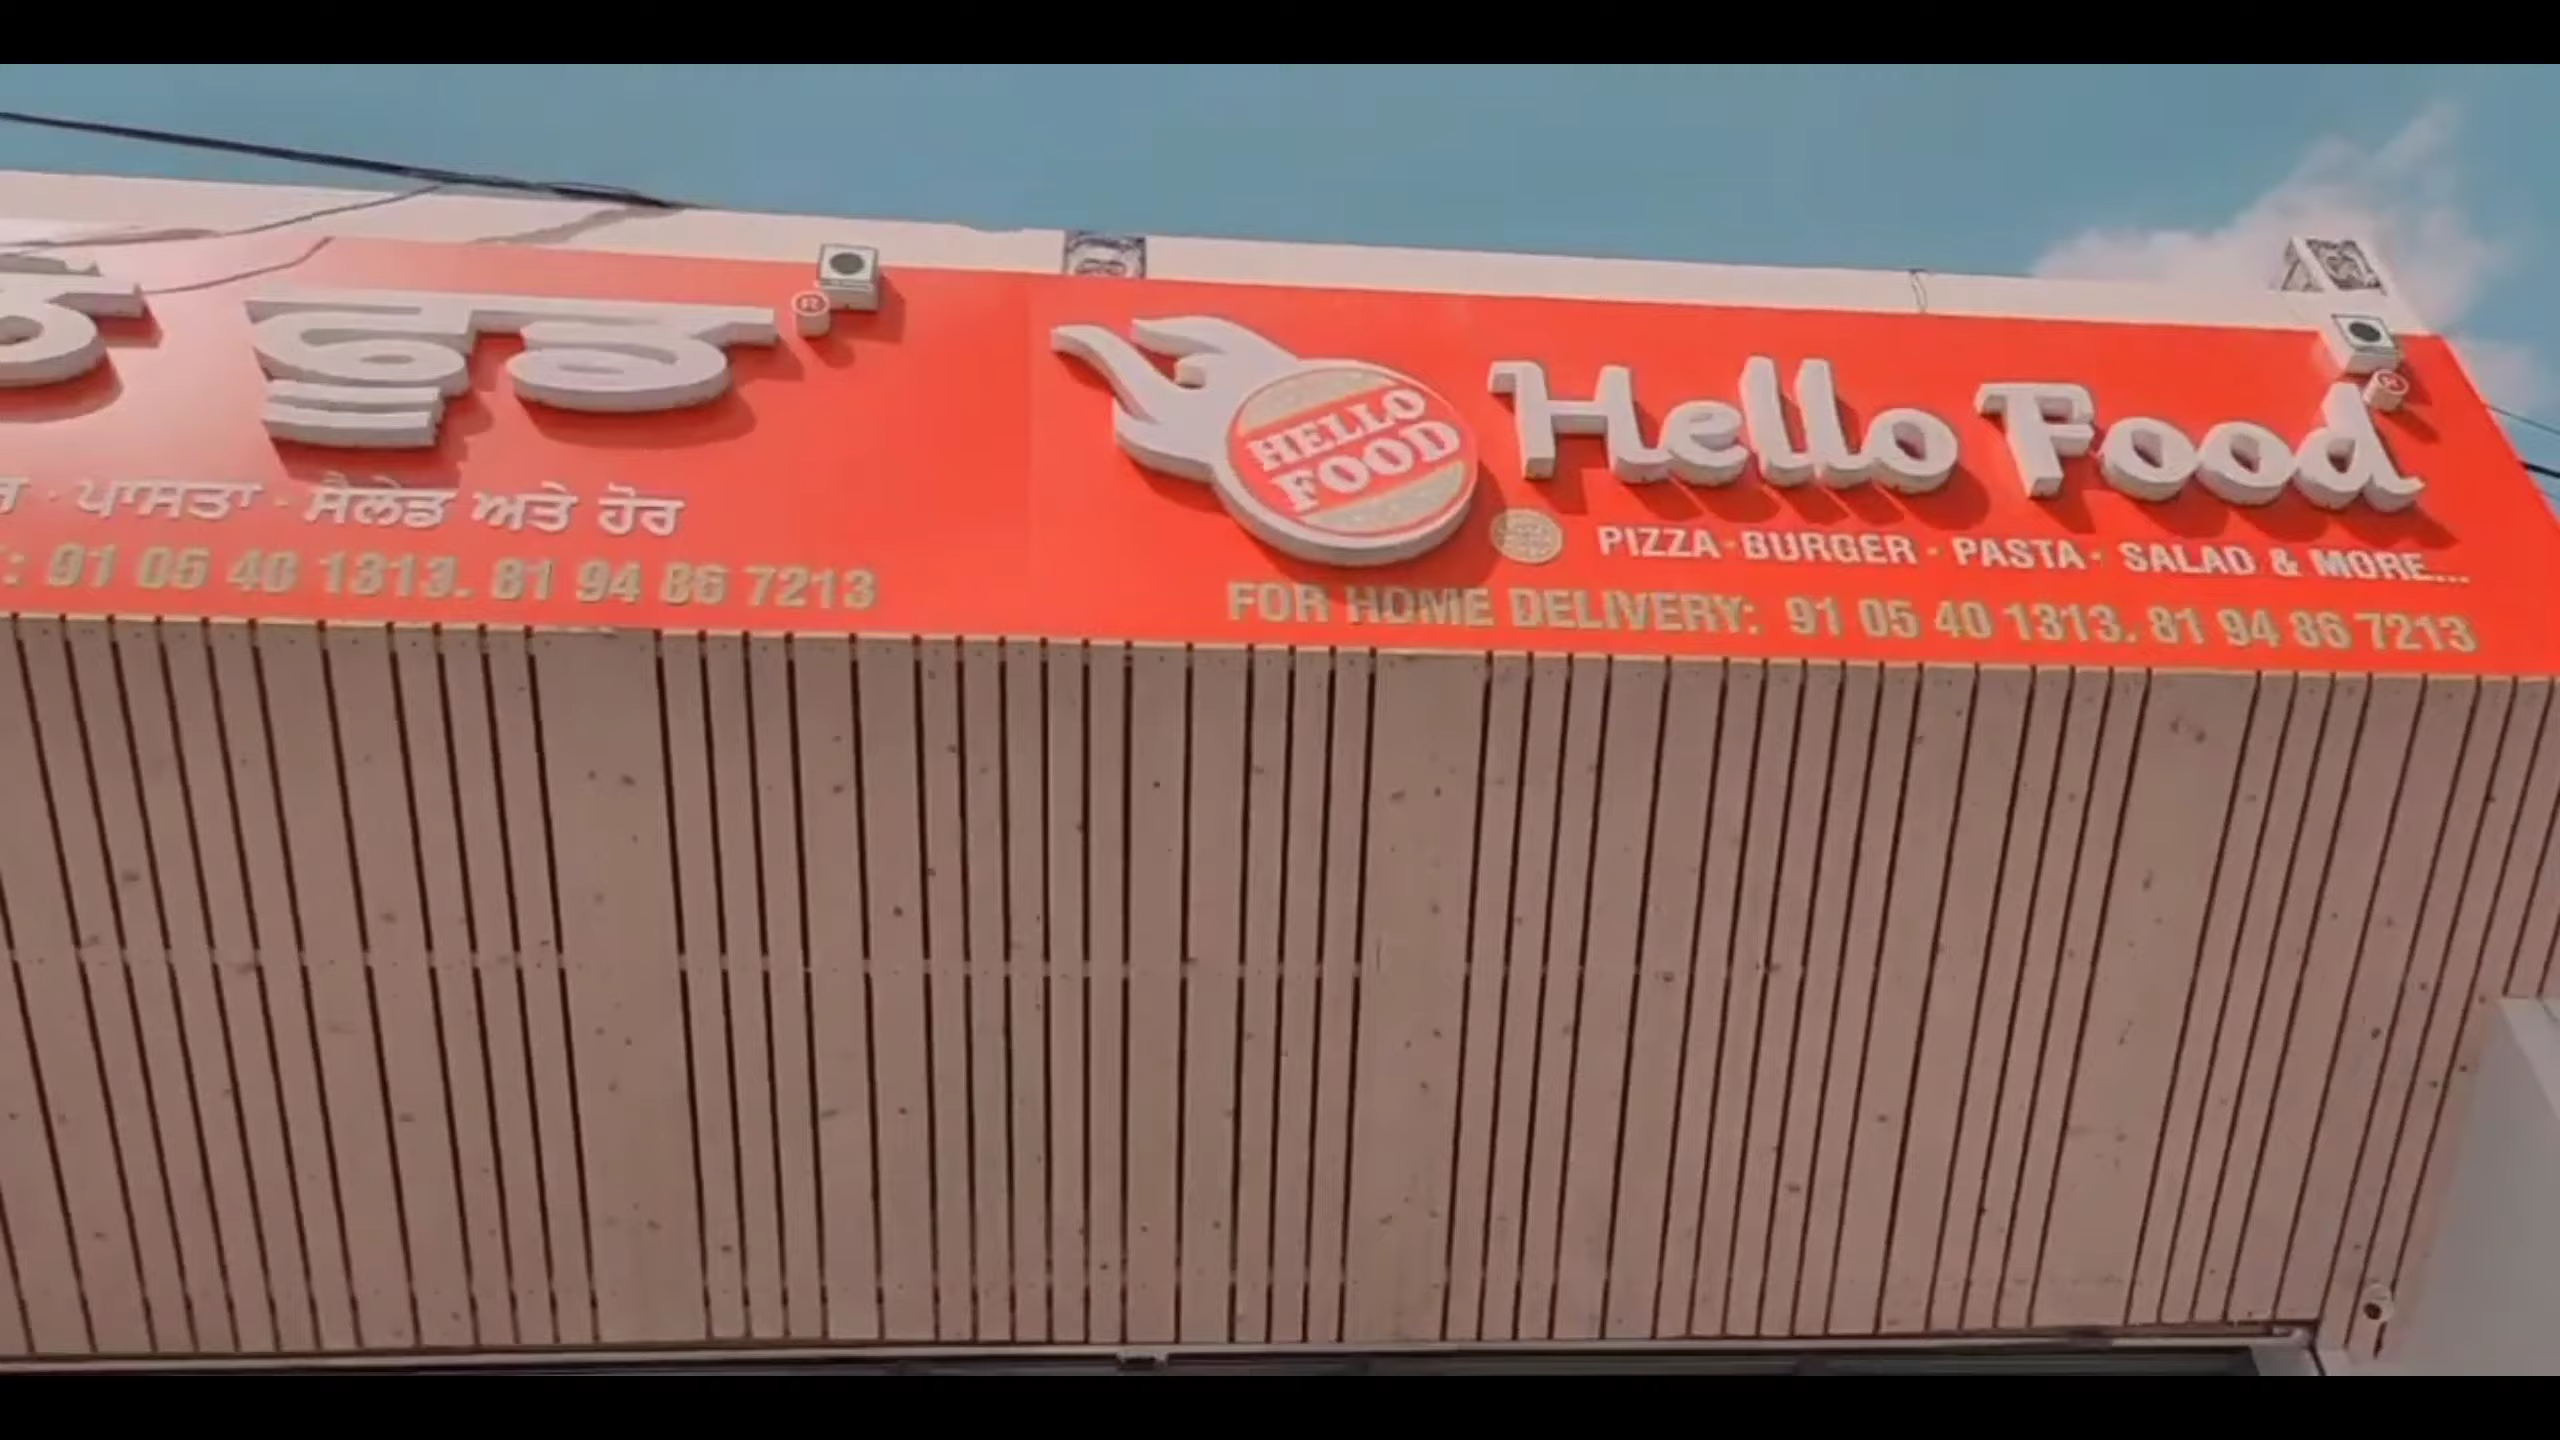 ਫੂਡ
®
ਪਾਸਤਾ · ਸੈਲੇਡ ਅਤੇ ਹੋਰ
: 91 05 40 1313. 81 94 86 7213
HELLO
FOOD
Hello Food
®
PIZZA · BURGER · PASTA · SALAD & MORE...
FOR HOME DELIVERY: 91 05 40 1313. 81 94 86 7213